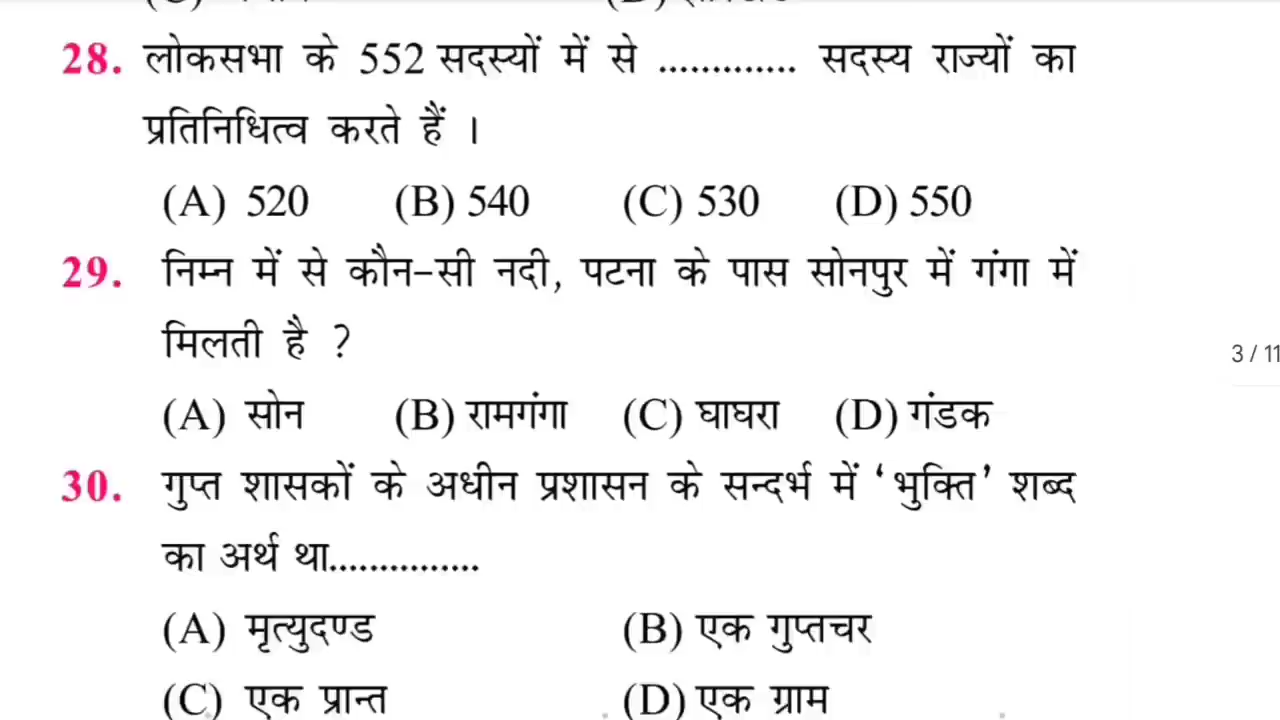 28. लोकसभा के 552 सदस्यों में से ............. सदस्य राज्यों का
प्रतिनिधित्व करते हैं ।
(A) 520 (B) 540 (C) 530 (D) 550
29. निम्न में से कौन-सी नदी, पटना के पास सोनपुर में गंगा में
मिलती है ?
3 / 11
(A) सोन (B) रामगंगा (C) घाघरा (D) गंडक
30. गुप्त शासकों के अधीन प्रशासन के सन्दर्भ में ‘भुक्ति’ शब्द
का अर्थ था...............
(A) मृत्युदण्ड (B) एक गुप्तचर
(C) एक प्रान्त (D) एक ग्राम